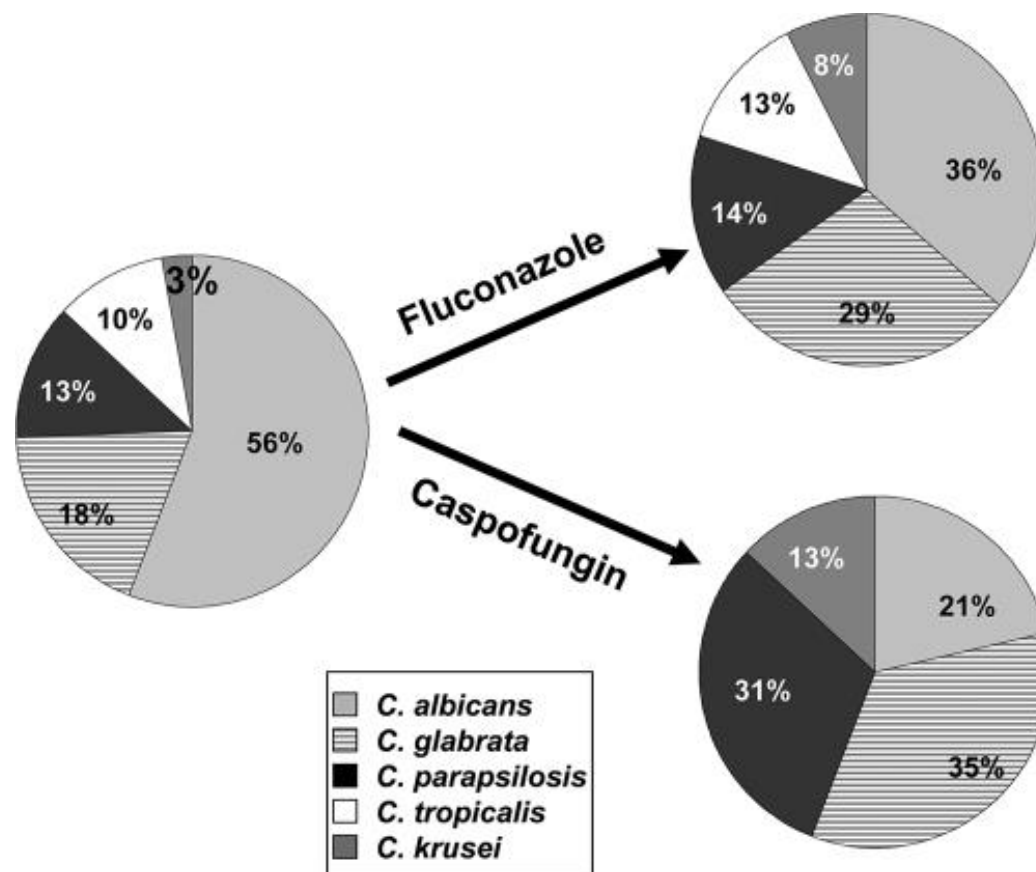 8%
13%
36%
14%
29%
Fluconazole
3%
10%
13%
56%
18%
Caspofungin
13%
21%
31%
35%
C. albicans
C. glabrata
C. parapsilosis
C. tropicalis
C. krusei